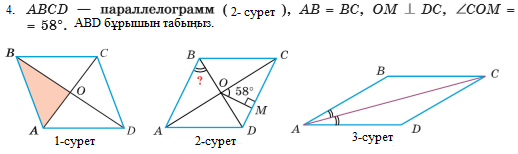 4. ABCD — параллелограмм ( 2- сурет ), AB = BC, OM ⊥ DC, ∠COM =
= 58°. ABD бұрышын табыңыз.
B C B C B C
O ? O 58° M
A D A D A D
1-сурет 2-сурет 3-сурет